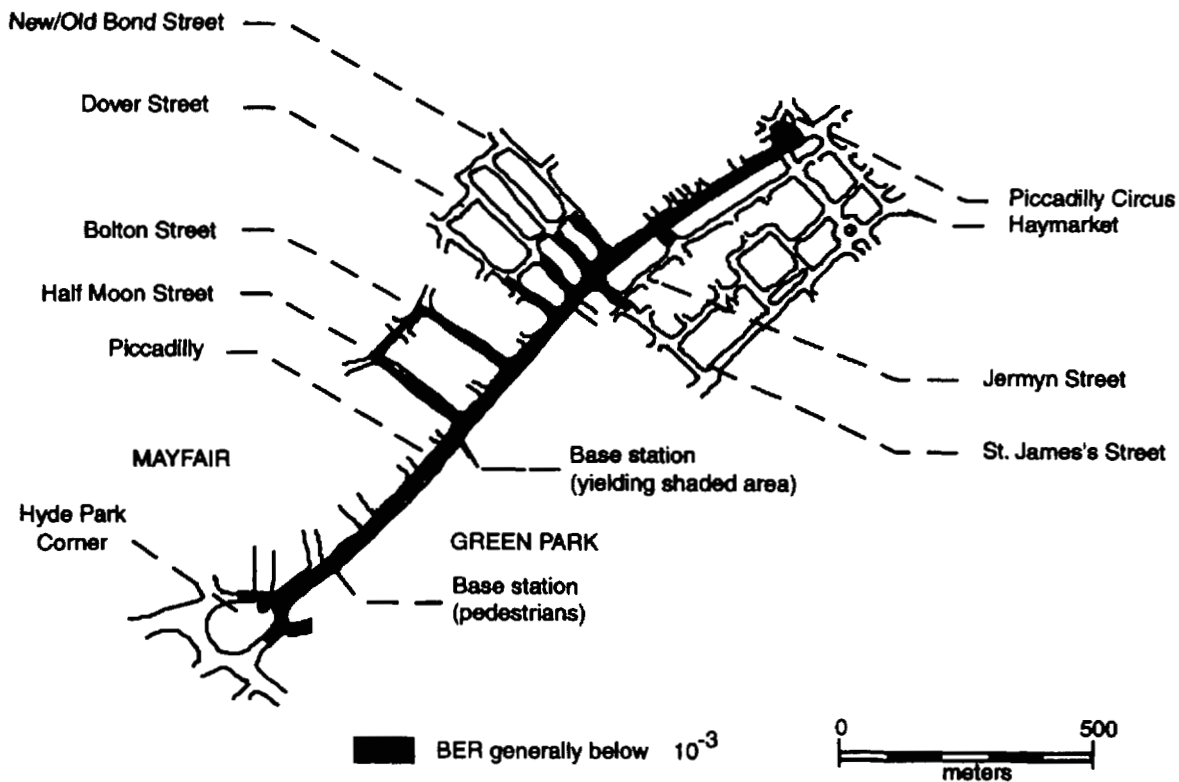 New/Old Bond Street
Dover Street
Bolton Street
Half Moon Street
Piccadilly
MAYFAIR
Hyde Park
Corner
Piccadilly Circus
Haymarket
Jermyn Street
St. James's Street
Base station
(yielding shaded area)
GREEN PARK
Base station
(pedestrians)
BER generally below 10-3
0 500
meters